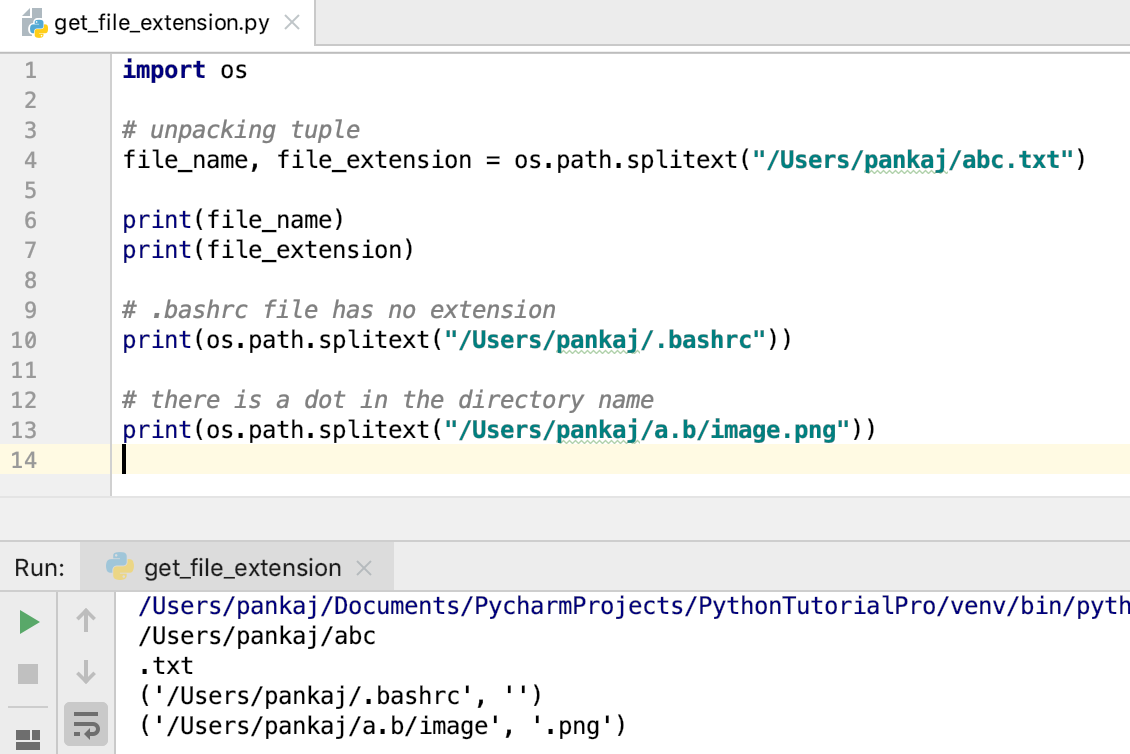 get_file_extension.py
1 import os
2
3 # unpacking tuple
4 file_name, file_extension = os.path.splitext("/Users/pankaj/abc.txt")
5
6 print(file_name)
7 print(file_extension)
8
9 # .bashrc file has no extension
10 print(os.path.splitext("/Users/pankaj/.bashrc"))
11
12 # there is a dot in the directory name
13 print(os.path.splitext("/Users/pankaj/a.b/image.png"))
14
Run: get_file_extension
/Users/pankaj/Documents/PycharmProjects/PythonTutorialPro/venv/bin/pyth
/Users/pankaj/abc
.txt
('/Users/pankaj/.bashrc', '')
('/Users/pankaj/a.b/image', '.png')